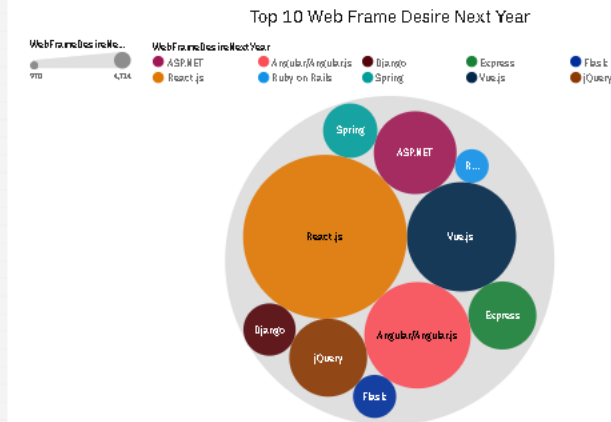 Top 10 Web Frame Desire Next Year
WebFrameDesireNe...
WebFrameDesireNextYear
ASP.NET
Angular/Angular.js
Django
Express
Flask
React.js
Ruby on Rails
Spring
Vue.js
jQuery
Spring
ASP.NET
R...
React.js
Vue.js
Express
Django
Angular/Angular.js
jQuery
Flask